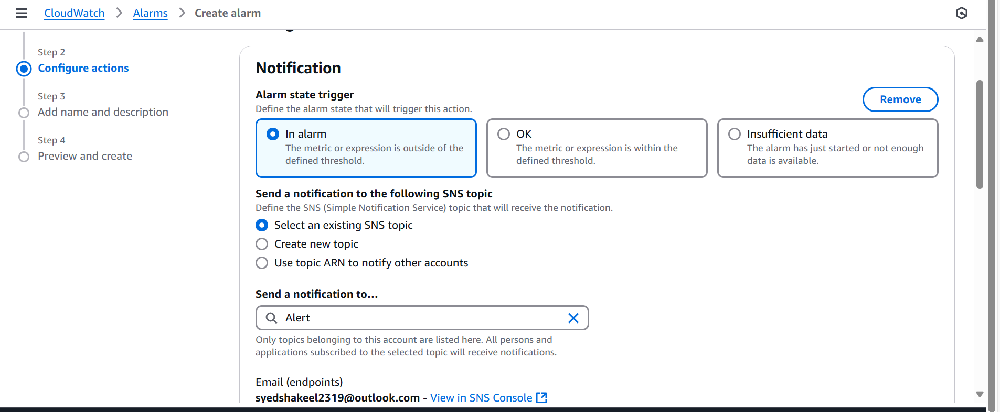 CloudWatch > Alarms > Create alarm
Step 2
Configure actions
Step 3
Add name and description
Step 4
Preview and create
Notification
Alarm state trigger
Define the alarm state that will trigger this action.
Remove
In alarm
The metric or expression is outside of the
defined threshold.
OK
The metric or expression is within the
defined threshold.
Insufficient data
The alarm has just started or not enough
data is available.
Send a notification to the following SNS topic
Define the SNS (Simple Notification Service) topic that will receive the notification.
Select an existing SNS topic
Create new topic
Use topic ARN to notify other accounts
Send a notification to...
Alert
Only topics belonging to this account are listed here. All persons and
applications subscribed to the selected topic will receive notifications.
Email (endpoints)
syedshakeel2319@outlook.com - View in SNS Console